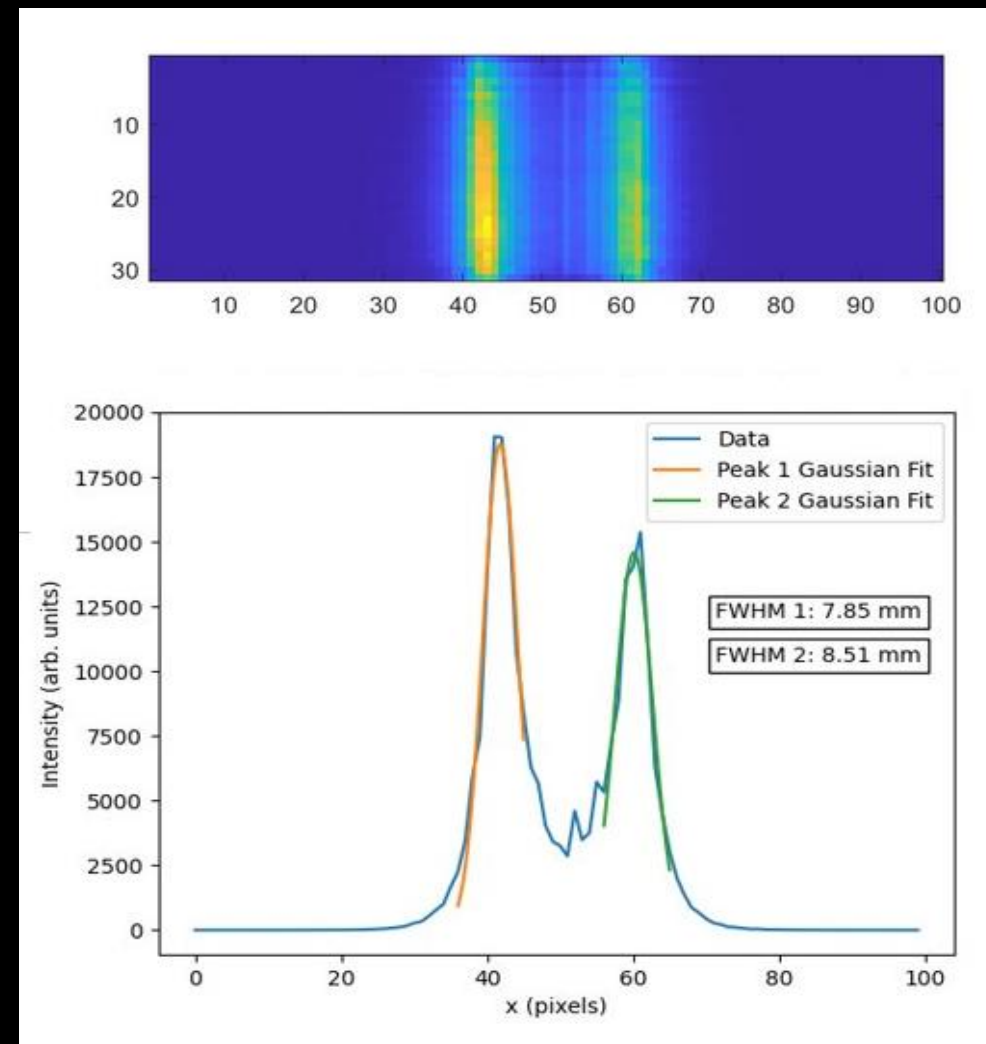 10
20
30
10 20 30 40 50 60 70 80 90 100
20000
17500
15000
12500
10000
7500
5000
2500
0
Intensity (arb. units)
Data
Peak 1 Gaussian Fit
Peak 2 Gaussian Fit
FWHM 1: 7.85 mm
FWHM 2: 8.51 mm
0 20 40 60 80 100
x (pixels)